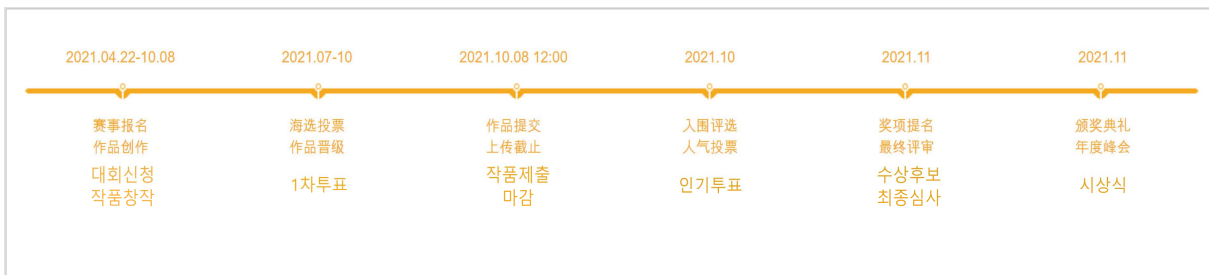 2021.04.22-10.08
赛事报名
作品创作
대회신청
작품창작
2021.07-10
海选投票
作品晋级
1차투표
2021.10.08 12:00
作品提交
上传截止
작품제출
마감
2021.10
入围评选
人气投票
인기투표
2021.11
奖项提名
最终评审
수상후보
최종심사
2021.11
颁奖典礼
年度峰会
시상식